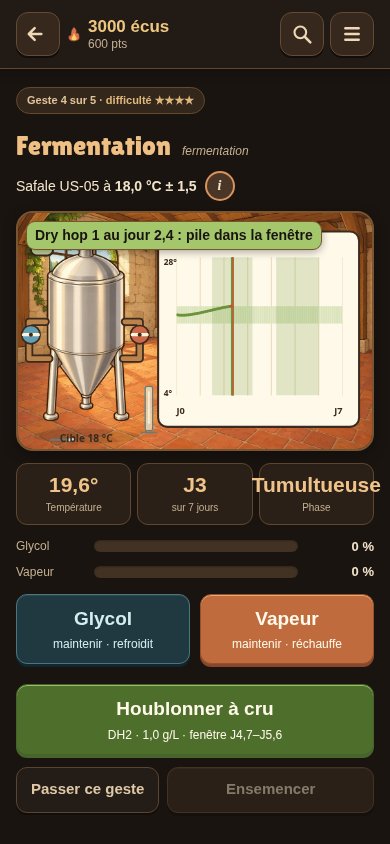 3000 écus
600 pts
Geste 4 sur 5 · difficulté ★★★★
Fermentation fermentation
Safale US-05 à 18,0 °C ± 1,5 i
Dry hop 1 au jour 2,4 : pile dans la fenêtre
28°
4°
J0 J7
Cible 18 °C
19,6°
Température
J3
sur 7 jours
Tumultueuse
Phase
Glycol 0 %
Vapeur 0 %
Glycol
maintenir · refroidit
Vapeur
maintenir · réchauffe
Houblonner à cru
DH2 · 1,0 g/L · fenêtre J4,7–J5,6
Passer ce geste
Ensemencer